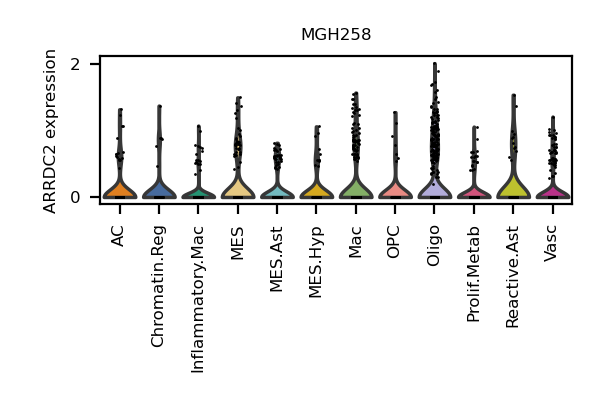 MGH258
ARRDC2 expression
2
0
AC
Chromatin.Reg
Inflammatory.Mac
MES
MES.Ast
MES.Hyp
Mac
OPC
Oligo
Prolif.Metab
Reactive.Ast
Vasc